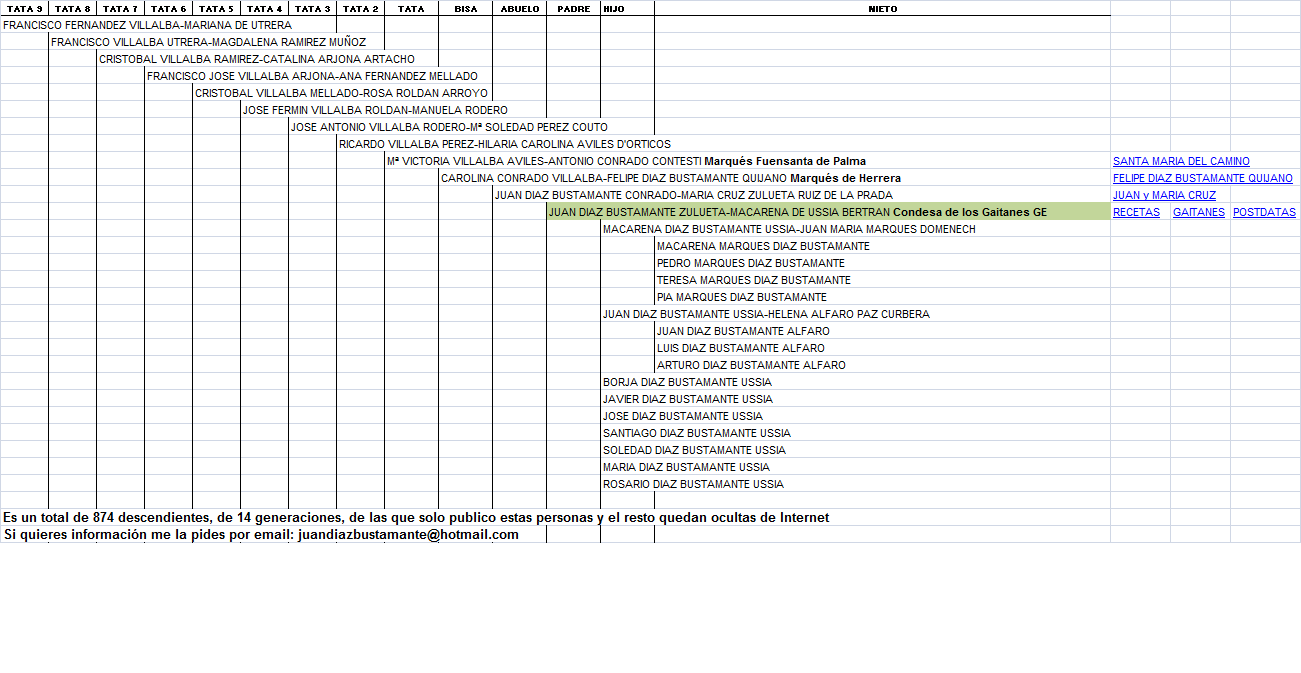 TATA 9 TATA 8 TATA 7 TATA 6 TATA 5 TATA 4 TATA 3 TATA 2 TATA BISA ABUELO PADRE HIJO NIETO
FRANCISCO FERNANDEZ VILLALBA-MARIANA DE UTRERA
FRANCISCO VILLALBA UTRERA-MAGDALENA RAMIREZ MUÑOZ
CRISTOBAL VILLALBA RAMIREZ-CATALINA ARJONA ARTACHO
FRANCISCO JOSE VILLALBA ARJONA-ANA FERNANDEZ MELLADO
CRISTOBAL VILLALBA MELLADO-ROSA ROLDAN ARROYO
JOSE FERMIN VILLALBA ROLDAN-MANUELA RODERO
JOSE ANTONIO VILLALBA RODERO-Mª SOLEDAD PEREZ COUTO
RICARDO VILLALBA PEREZ-HILARIA CAROLINA AVILES D'ORTICOS
Mª VICTORIA VILLALBA AVILES-ANTONIO CONRADO CONTESTI Marqués Fuensanta de Palma SANTA MARIA DEL CAMINO
CAROLINA CONRADO VILLALBA-FELIPE DIAZ BUSTAMANTE QUIJANO Marqués de Herrera FELIPE DIAZ BUSTAMANTE QUIJANO
JUAN DIAZ BUSTAMANTE CONRADO-MARIA CRUZ ZULUETA RUIZ DE LA PRADA JUAN y MARIA CRUZ
JUAN DIAZ BUSTAMANTE ZULUETA-MACARENA DE USSIA BERTRAN Condesa de los Gaitanes GE RECETAS GAITANES POSTDATAS
MACARENA DIAZ BUSTAMANTE USSIA-JUAN MARIA MARQUES DOMENECH
MACARENA MARQUES DIAZ BUSTAMANTE
PEDRO MARQUES DIAZ BUSTAMANTE
TERESA MARQUES DIAZ BUSTAMANTE
PIA MARQUES DIAZ BUSTAMANTE
JUAN DIAZ BUSTAMANTE USSIA-HELENA ALFARO PAZ CURBERA
JUAN DIAZ BUSTAMANTE ALFARO
LUIS DIAZ BUSTAMANTE ALFARO
ARTURO DIAZ BUSTAMANTE ALFARO
BORJA DIAZ BUSTAMANTE USSIA
JAVIER DIAZ BUSTAMANTE USSIA
JOSE DIAZ BUSTAMANTE USSIA
SANTIAGO DIAZ BUSTAMANTE USSIA
SOLEDAD DIAZ BUSTAMANTE USSIA
MARIA DIAZ BUSTAMANTE USSIA
ROSARIO DIAZ BUSTAMANTE USSIA
Es un total de 874 descendientes, de 14 generaciones, de las que solo publico estas personas y el resto quedan ocultas de Internet
Si quieres información me la pides por email: juandiazbustamante@hotmail.com